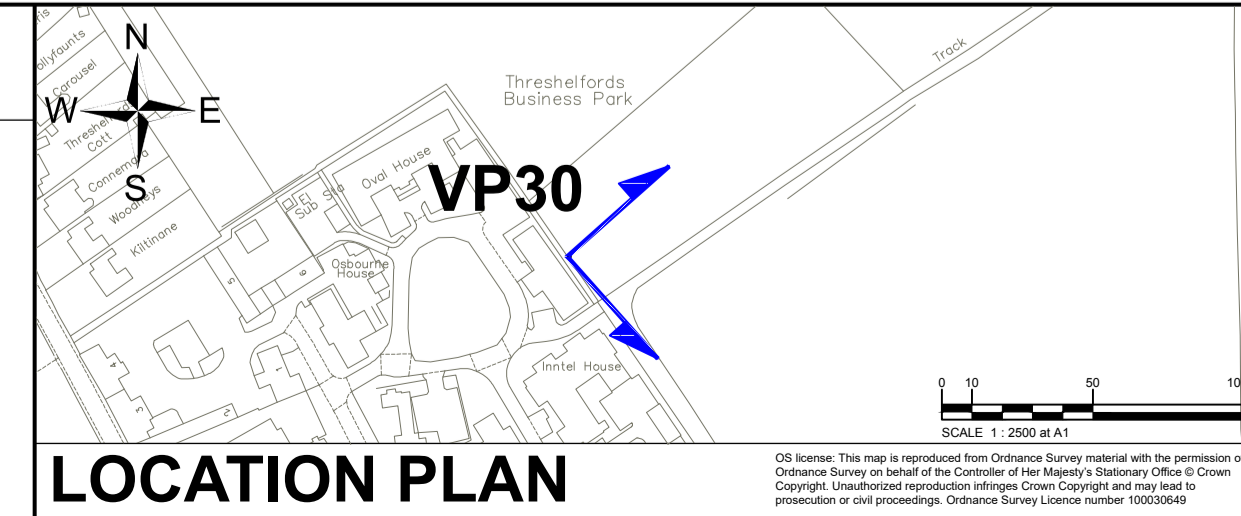 N
W
E
S
ris
ollyfaunts
Carousel
Cott
Connemara
Woodneys
Kiltinane
El
Sub Sta
Oval House
VP30
Threshelfords
Business Park
Track
Osbourne
House
Inntel House
1
2
3
4
5
6
0 10 50 10
SCALE 1 : 2500 at A1
LOCATION PLAN
OS license: This map is reproduced from Ordnance Survey material with the permission o
Ordnance Survey on behalf of the Controller of Her Majesty's Stationary Office © Crown
Copyright. Unauthorized reproduction infringes Crown Copyright and may lead to
prosecution or civil proceedings. Ordnance Survey Licence number 100030649